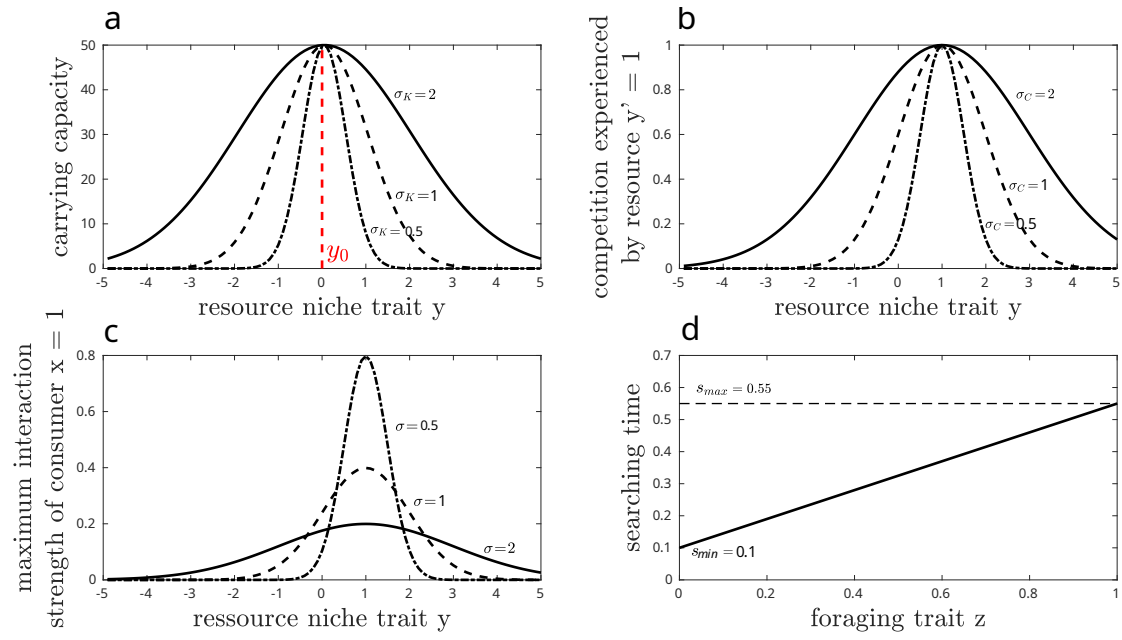 a
carrying capacity
50
40
30
20
10
0
σK=2
σK=1
σK=0.5
y0
-5 -4 -3 -2 -1 0 1 2 3 4 5
resource niche trait y
b
competition experienced
by resource y' = 1
1
0.8
0.6
0.4
0.2
0
σC=2
σC=1
σC=0.5
-5 -4 -3 -2 -1 0 1 2 3 4 5
resource niche trait y
c
maximum interaction
strength of consumer x = 1
0.8
0.6
0.4
0.2
0
σ=0.5
σ=1
σ=2
-5 -4 -3 -2 -1 0 1 2 3 4 5
ressource niche trait y
d
searching time
0.7
0.6
0.5
0.4
0.3
0.2
0.1
0
smax = 0.55
smin = 0.1
0 0.2 0.4 0.6 0.8 1
foraging trait z